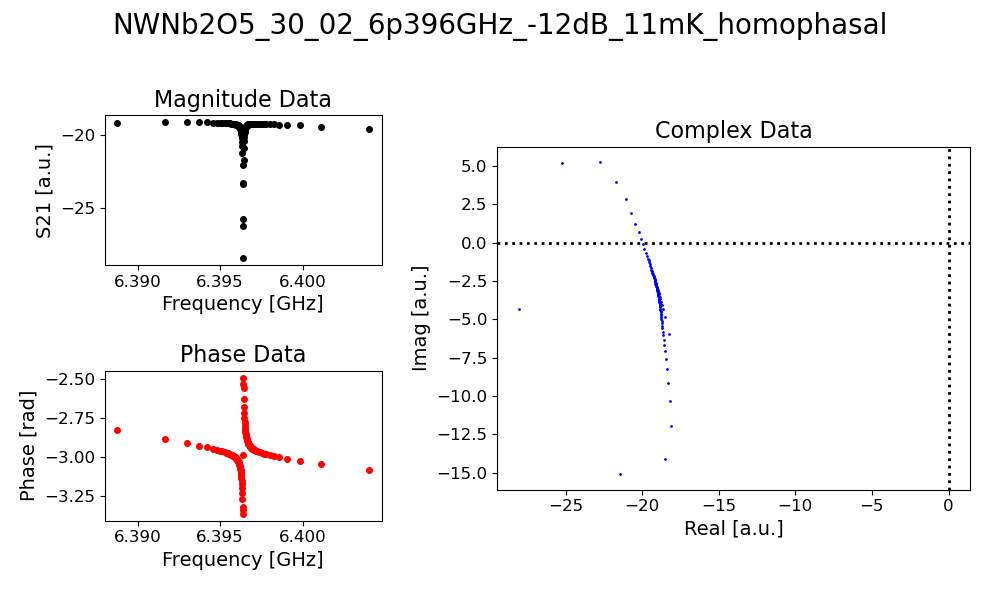 NWNb2O5_30_02_6p396GHz_-12dB_11mK_homophasal
Magnitude Data
S21 [a.u.]
−20
−25
6.390
6.395
6.400
Frequency [GHz]
Phase Data
Phase [rad]
−2.50
−2.75
−3.00
−3.25
6.390
6.395
6.400
Frequency [GHz]
Complex Data
Imag [a.u.]
5.0
2.5
0.0
−2.5
−5.0
−7.5
−10.0
−12.5
−15.0
−25
−20
−15
−10
−5
0
Real [a.u.]